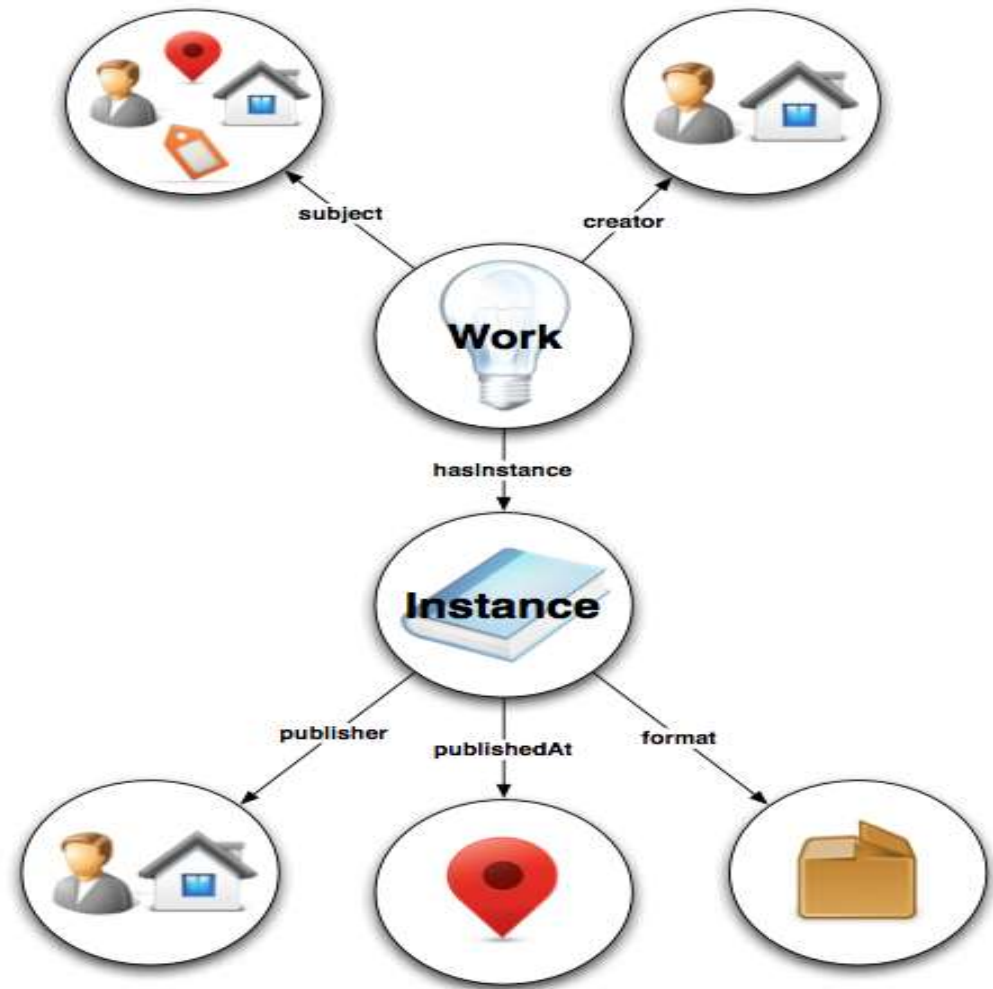 subject
creator
Work
hasInstance
Instance
publisher
publishedAt
format